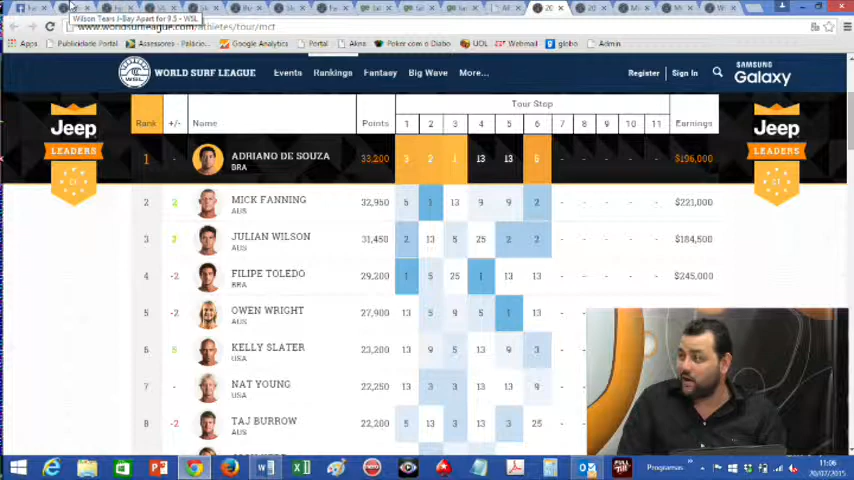 Wilson Tears J-Bay Apart for 9.5 - WSL
www.worldsurfleague.com/athletes/tour/mct
Apps Publicidade Portal Assessoria - Palácio... Google Analytics Portal Akna Poker com o Diabo UOL Webmail globo Admin
WORLD SURF LEAGUE Events Rankings Fantasy Big Wave More... Register Sign In SAMSUNG Galaxy
Tour Stop
Rank +/- Name Points 1 2 3 4 5 6 7 8 9 10 11 Earnings
Jeep Jeep
LEADERS LEADERS
1 - ADRIANO DE SOUZA 33,200 3 2 1 13 13 5 - - - - - $196,000
BRA
2 2 MICK FANNING 32,950 5 1 13 9 9 2 - - - - - $221,000
AUS
3 2 JULIAN WILSON 31,450 2 13 5 25 2 2 - - - - - $184,500
AUS
4 -2 FILIPE TOLEDO 29,200 1 5 25 1 13 13 - - - - - $245,000
BRA
5 -2 OWEN WRIGHT 27,900 13 5 9 5 1 13
AUS
6 5 KELLY SLATER 23,200 13 9 5 13 9 3
USA
7 - NAT YOUNG 22,250 13 3 3 13 13 9
USA
8 -2 TAJ BURROW 22,200 5 13 3 13 3 25
AUS
Programas
11:06
20/07/2015